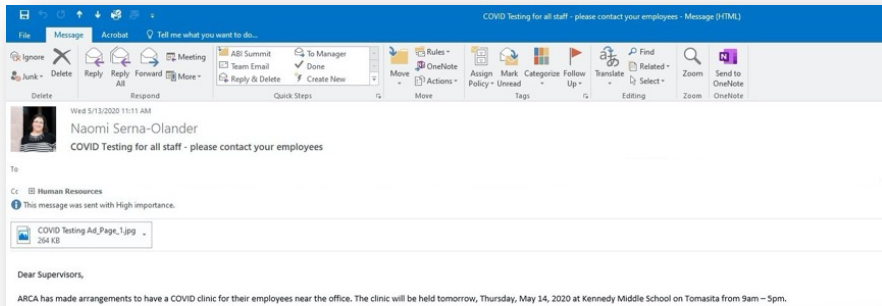 COVID Testing for all staff - please contact your employees - Message (HTML)
File Message Acrobat Tell me what you want to do...
Ignore
Junk
Delete
Reply
Reply All
Forward
Meeting
More
ABI Summit
Team Email
Reply & Delete
To Manager
Done
Create New
Move
Rules
OneNote
Actions
Assign Policy
Mark Unread
Categorize
Follow Up
Translate
Find
Related
Select
Zoom
Send to OneNote
Delete Respond Quick Steps Move Tags Editing Zoom OneNote
Wed 5/13/2020 11:11 AM
Naomi Serna-Olander
COVID Testing for all staff - please contact your employees
To
Cc Human Resources
This message was sent with High importance.
COVID Testing Ad_Page_1.jpg
264 KB
Dear Supervisors,
ARCA has made arrangements to have a COVID clinic for their employees near the office. The clinic will be held tomorrow, Thursday, May 14, 2020 at Kennedy Middle School on Tomasita from 9am – 5pm.